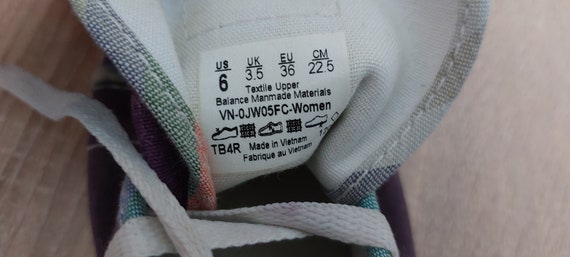 US UK EU CM
6 3.5 36 22.5
Textile Upper
Balance Manmade Materials
VN-0JW05FC-Women
TB4R Made in Vietnam
Fabrique au Vietnam